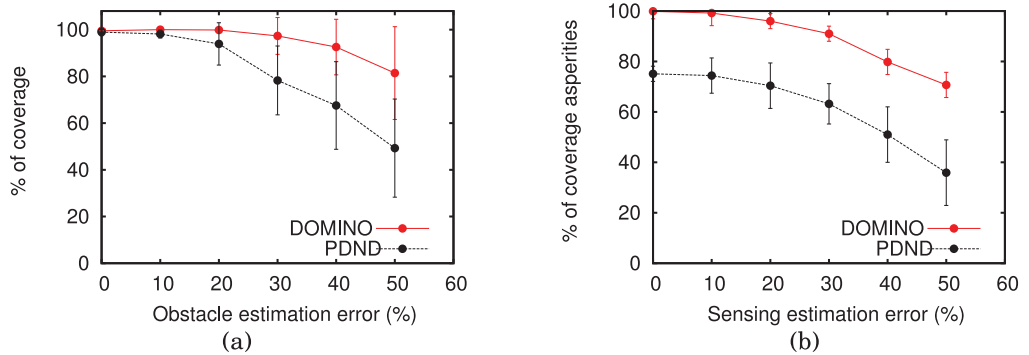 % of coverage
100
80
60
40
20
0
DOMINO
PDND
0 10 20 30 40 50 60
Obstacle estimation error (%)
(a)
% of coverage asperities
100
80
60
40
20
0
DOMINO
PDND
0 10 20 30 40 50 60
Sensing estimation error (%)
(b)